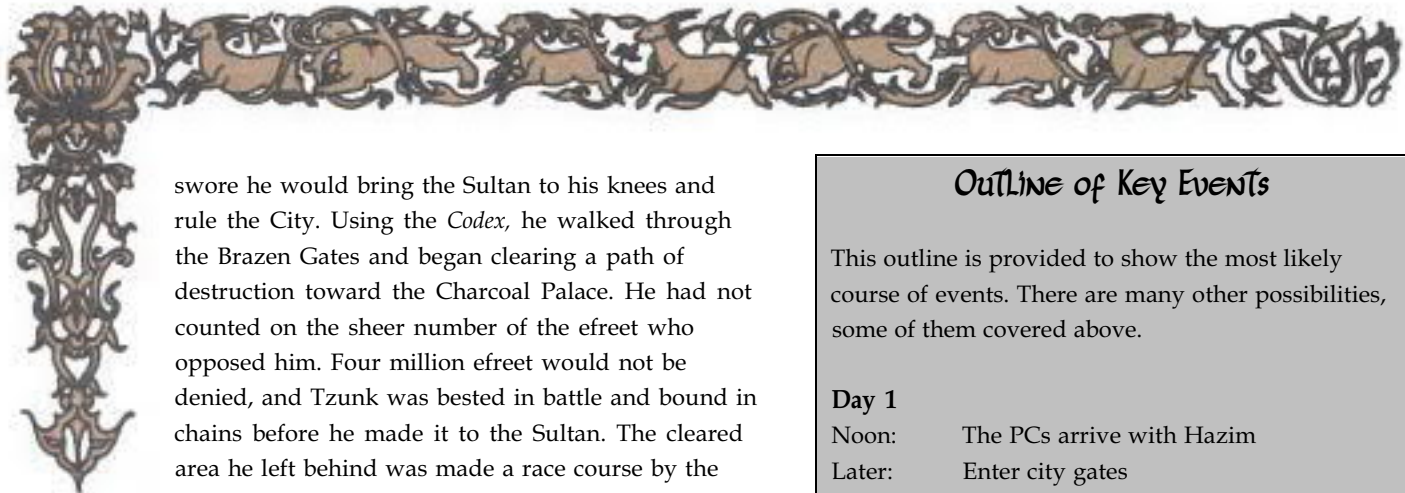 swore he would bring the Sultan to his knees and
rule the City. Using the Codex, he walked through
the Brazen Gates and began clearing a path of
destruction toward the Charcoal Palace. He had not
counted on the sheer number of the efreet who
opposed him. Four million efreet would not be
denied, and Tzunk was bested in battle and bound in
chains before he made it to the Sultan. The cleared
area he left behind was made a race course by the
Outline of Key Events
This outline is provided to show the most likely
course of events. There are many other possibilities,
some of them covered above.
Day 1
Noon: The PCs arrive with Hazim
Later: Enter city gates